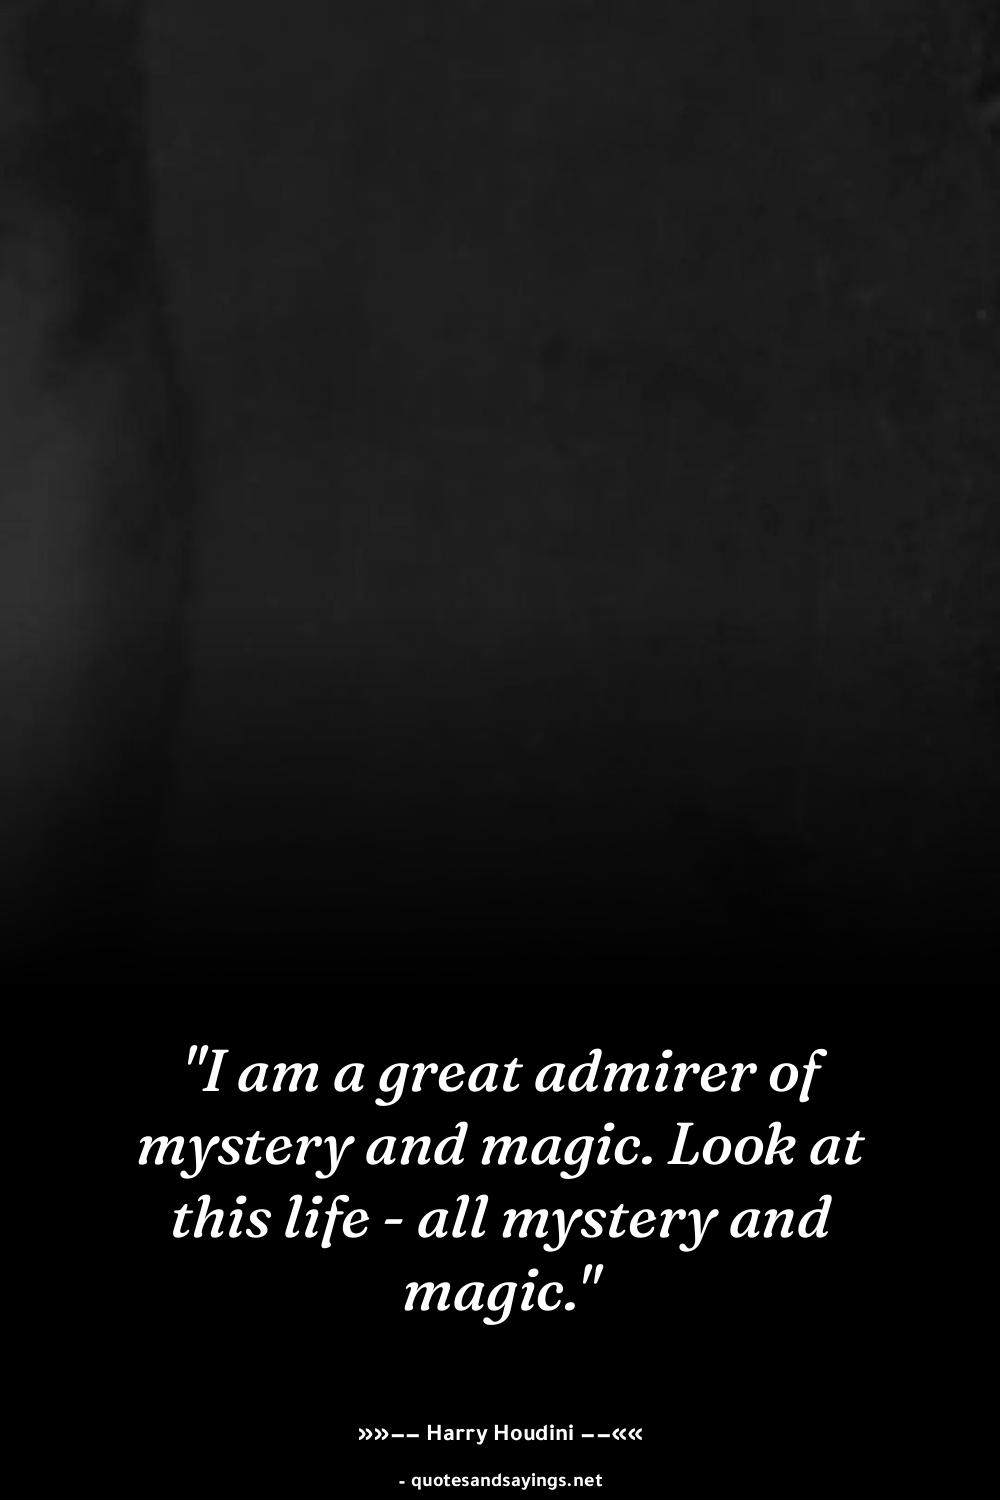 "I am a great admirer of
mystery and magic. Look at
this life - all mystery and
magic."
»»–– Harry Houdini ––««
- quotesandsayings.net